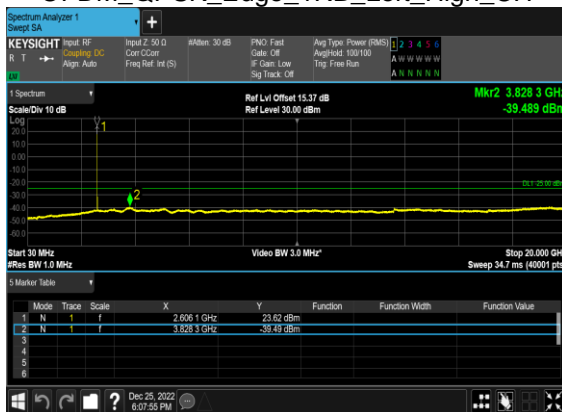 Spectrum Analyzer 1
Swept SA
+
KEYSIGHT Input: RF Input Z: 50 Ω #Atten: 30 dB PNO: Fast Avg Type: Power (RMS) 1 2 3 4 5 6
R T Coupling: DC Corr CCorr Gate: Off Avg|Hold: 100/100 A W W W W W
Align: Auto Freq Ref: Int (S) IF Gain: Low Trig: Free Run
Sig Track: Off A N N N N N
1 Spectrum Ref Lvl Offset 15.37 dB Mkr2 3.828 3 GHz
Scale/Div 10 dB Ref Level 30.00 dBm -39.489 dBm
Log
20.0
10.0
0.00
-10.0
-20.0
-30.0
-40.0
-50.0
-60.0
1
2
Start 30 MHz Video BW 3.0 MHz* Stop 20.000 GH
#Res BW 1.0 MHz Sweep 34.7 ms (40001 pts
5 Marker Table
Mode Trace Scale X Y Function Function Width Function Value
1 N 1 f 2.606 1 GHz 23.62 dBm
2 N 1 f 3.828 3 GHz -39.49 dBm
3
4
5
6
? Dec 25, 2022
6:07:55 PM